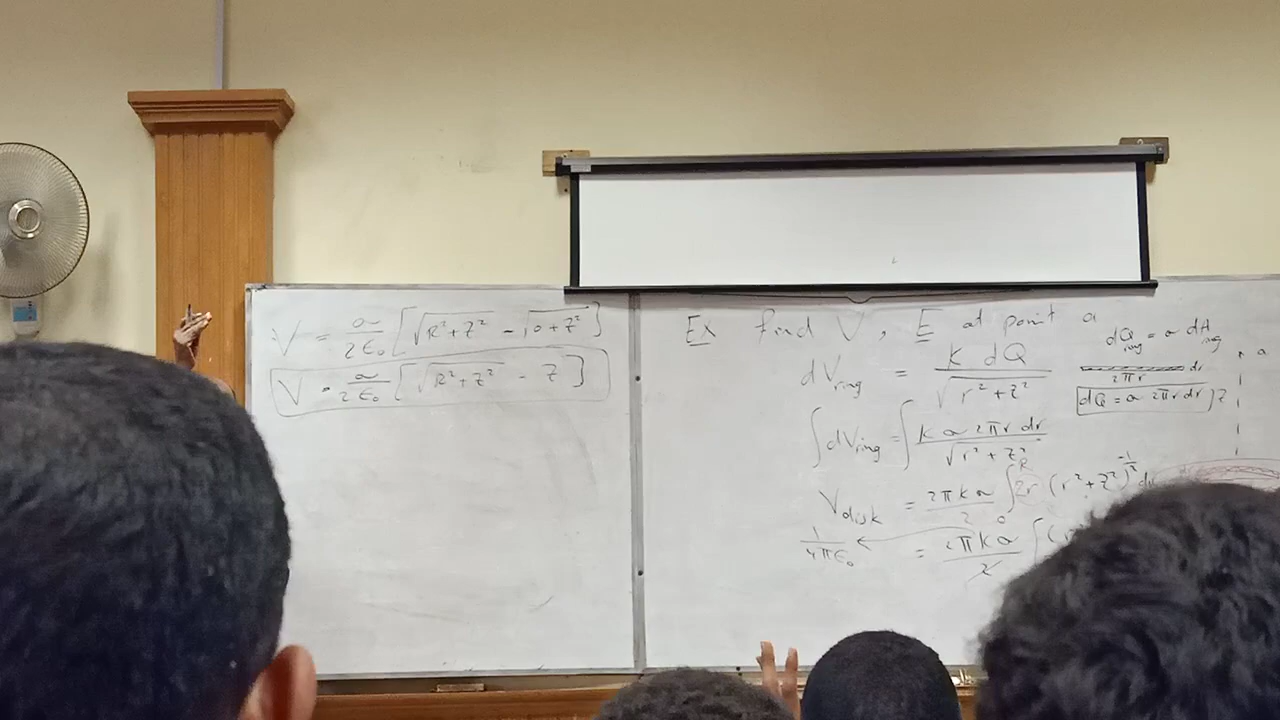 V = σ/2ϵ₀ [√R²+Z² - √0+Z²]
V = σ/2ϵ₀ [√R²+Z² - Z]
Ex find V, E at point a
dQ_ring = σ dA_ring
a
dV_ring = K dQ / √r²+z²
dr
2πr
dQ = σ 2πr dr
Z
∫dV_ring = ∫ K σ 2πr dr / √r²+z²
V_disk = 2πkσ/2 ∫₀ᴿ 2r (r²+z²)^-1/2 dr
1/4πϵ₀ ← = 2πkσ/2